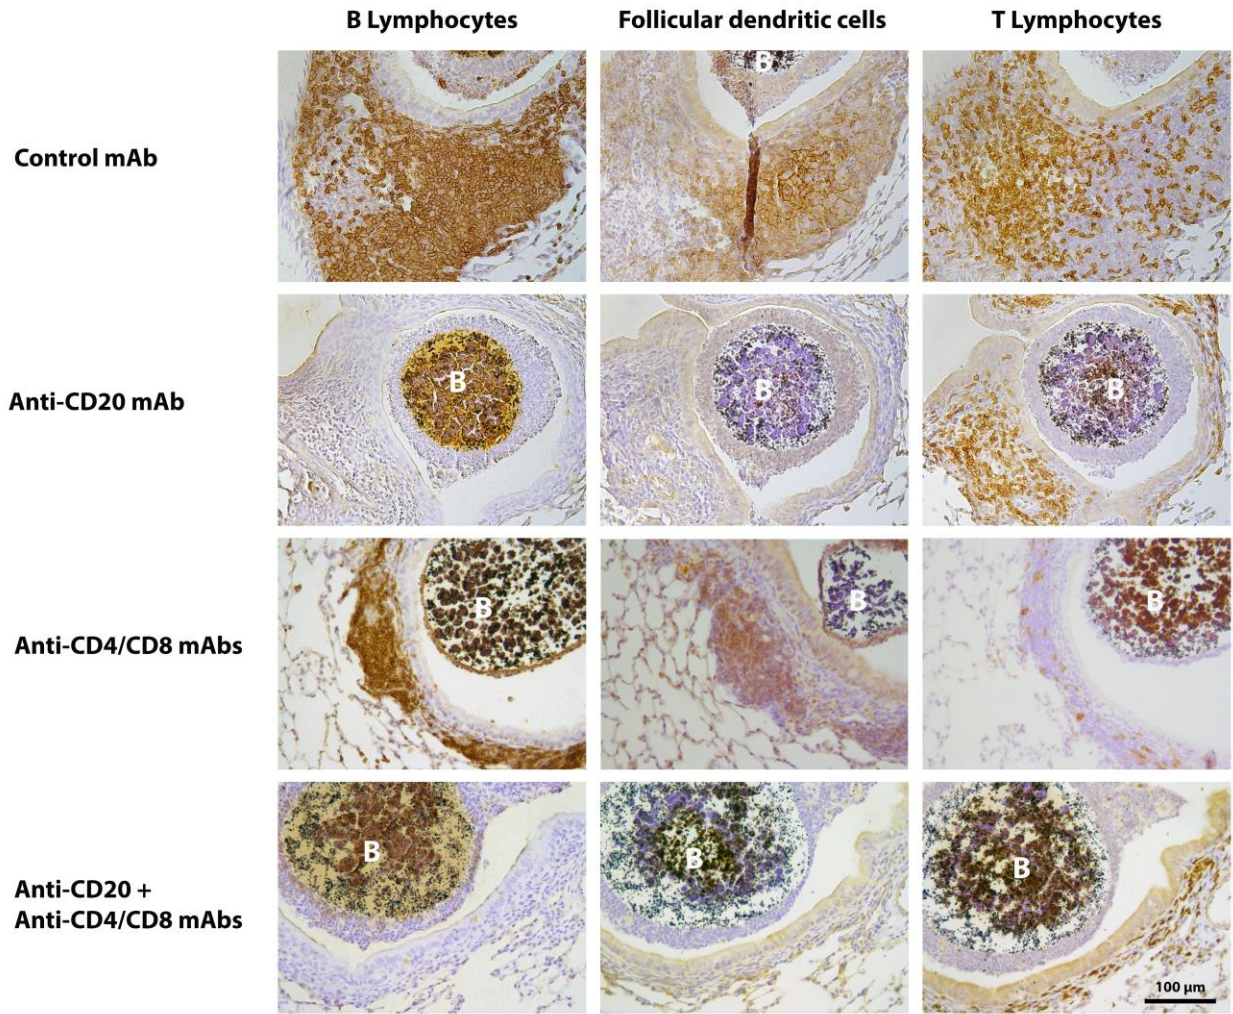 B Lymphocytes Follicular dendritic cells T Lymphocytes
Control mAb
B
Anti-CD20 mAb
B B B
Anti-CD4/CD8 mAbs
B B B
Anti-CD20 +
Anti-CD4/CD8 mAbs
B B B
100 µm